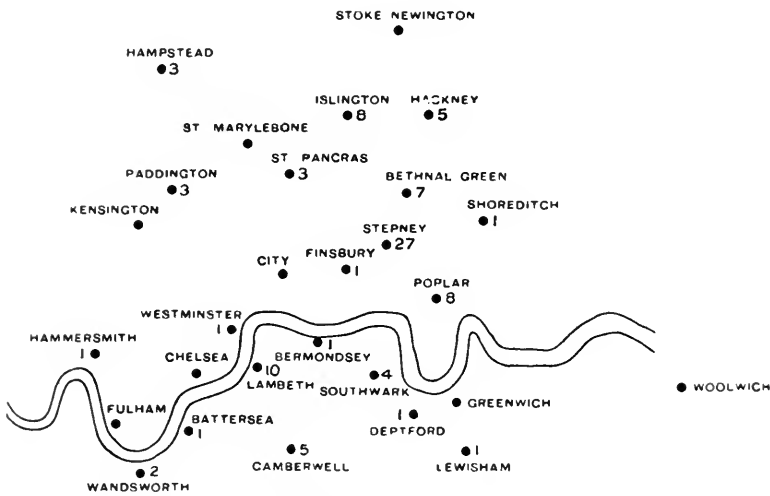 STOKE NEWINGTON
HAMPSTEAD
3
ISLINGTON
8
HACKNEY
5
ST MARYLEBONE
ST PANCRAS
3
PADDINGTON
3
BETHNAL GREEN
7
KENSINGTON
SHOREDITCH
1
STEPNEY
27
FINSBURY
1
CITY
POPLAR
8
WESTMINSTER
1
HAMMERSMITH
1
1
BERMONDSEY
CHELSEA
10
LAMBETH
4
SOUTHWARK
WOOLWICH
GREENWICH
FULHAM
BATTERSEA
1
1
DEPTFORD
5
CAMBERWELL
1
LEWISHAM
2
WANDSWORTH